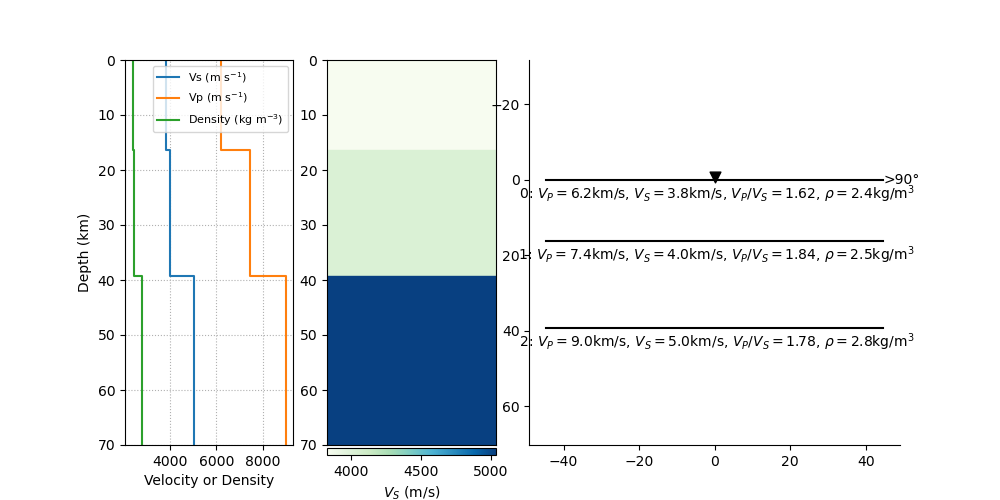 0
10
20
30
40
50
60
70
Depth (km)
4000 6000 8000
Velocity or Density
Vs (m s⁻¹)
Vp (m s⁻¹)
Density (kg m⁻³)
0
10
20
30
40
50
60
70
4000 4500 5000
V_S (m/s)
−20
0
20
40
60
−40 −20 0 20 40
>90°
0: V_P = 6.2km/s, V_S = 3.8km/s, V_P/V_S = 1.62, ρ = 2.4kg/m³
1: V_P = 7.4km/s, V_S = 4.0km/s, V_P/V_S = 1.84, ρ = 2.5kg/m³
2: V_P = 9.0km/s, V_S = 5.0km/s, V_P/V_S = 1.78, ρ = 2.8kg/m³